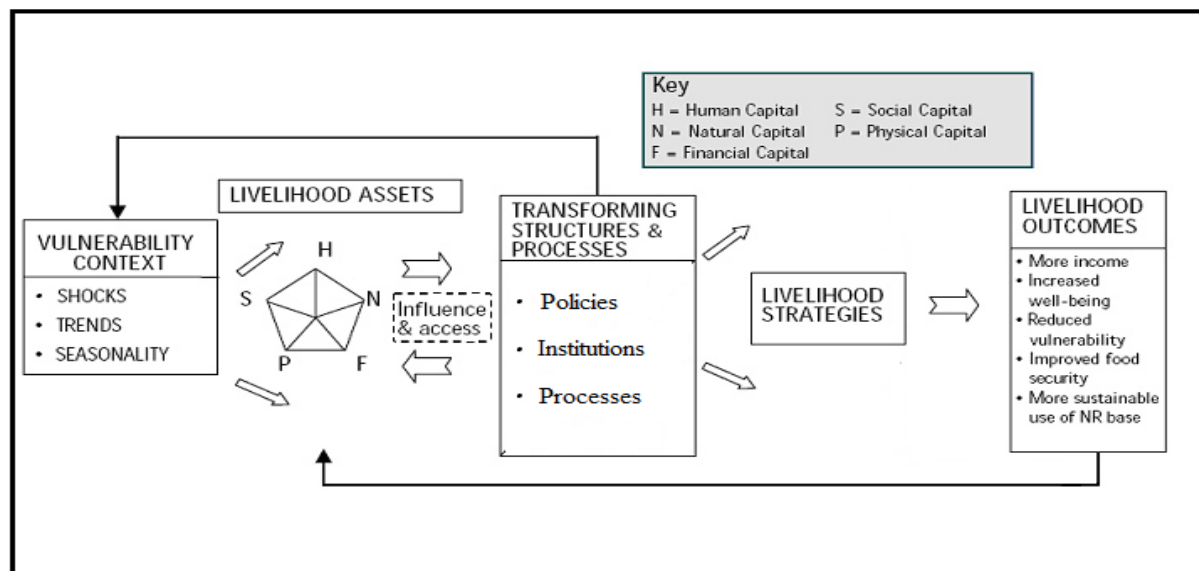 Key
H = Human Capital S = Social Capital
N = Natural Capital P = Physical Capital
F = Financial Capital
LIVELIHOOD ASSETS
VULNERABILITY
CONTEXT
• SHOCKS
• TRENDS
• SEASONALITY
H
S
N
P
F
Influence
& access
TRANSFORMING
STRUCTURES &
PROCESSES
• Policies
• Institutions
• Processes
LIVELIHOOD
STRATEGIES
LIVELIHOOD
OUTCOMES
• More income
• Increased
well-being
• Reduced
vulnerability
• Improved food
security
• More sustainable
use of NR base